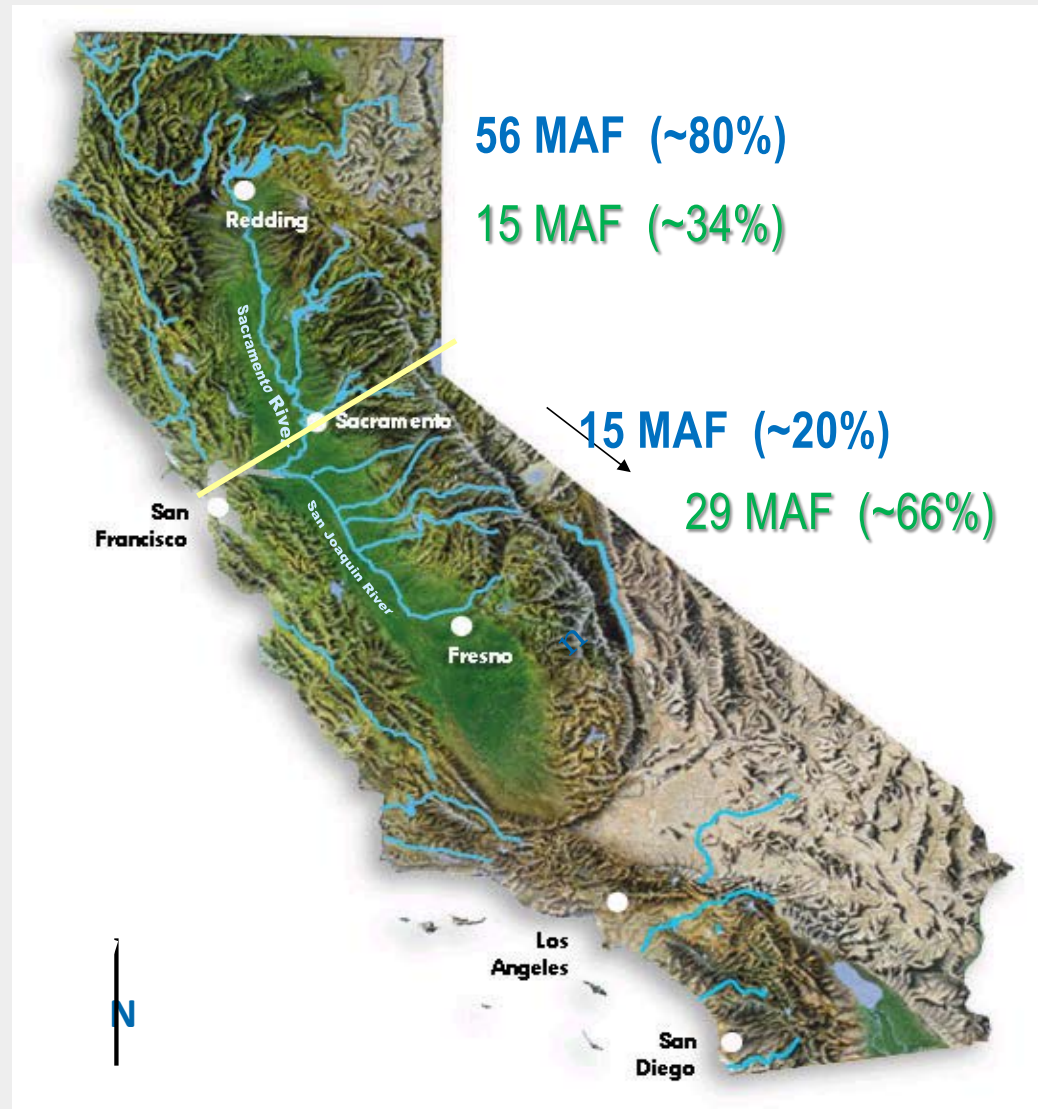 56 MAF (~80%)
15 MAF (~34%)
Redding
Sacramento River
Sacramento
15 MAF (~20%)
29 MAF (~66%)
San
Francisco
San Joaquin River
Fresno
Los
Angeles
N
San
Diego